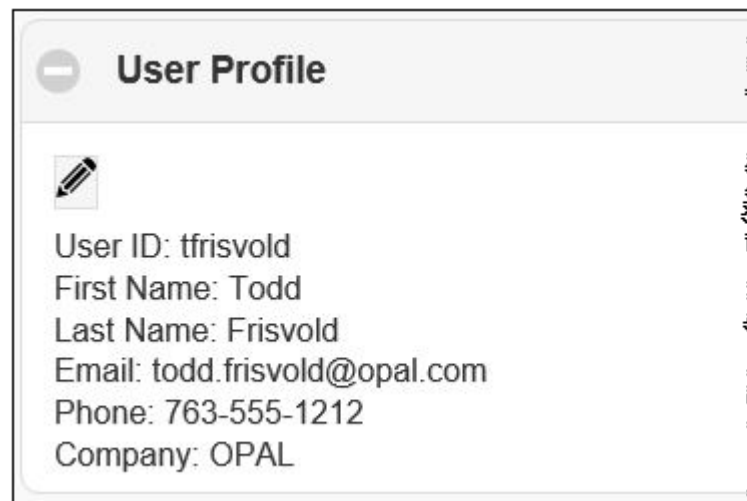 User Profile
User ID: tfrisvold
First Name: Todd
Last Name: Frisvold
Email: todd.frisvold@opal.com
Phone: 763-555-1212
Company: OPAL